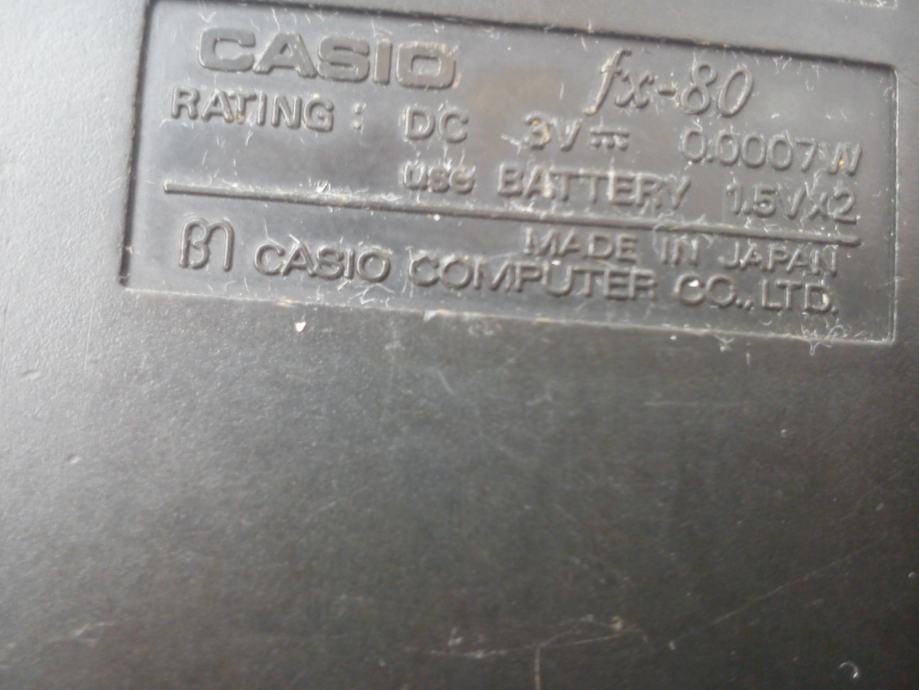 CASIO fx-80
RATING : DC 3V⎓ 0.0007W
use BATTERY 1.5V×2
MADE IN JAPAN
CASIO COMPUTER CO., LTD.